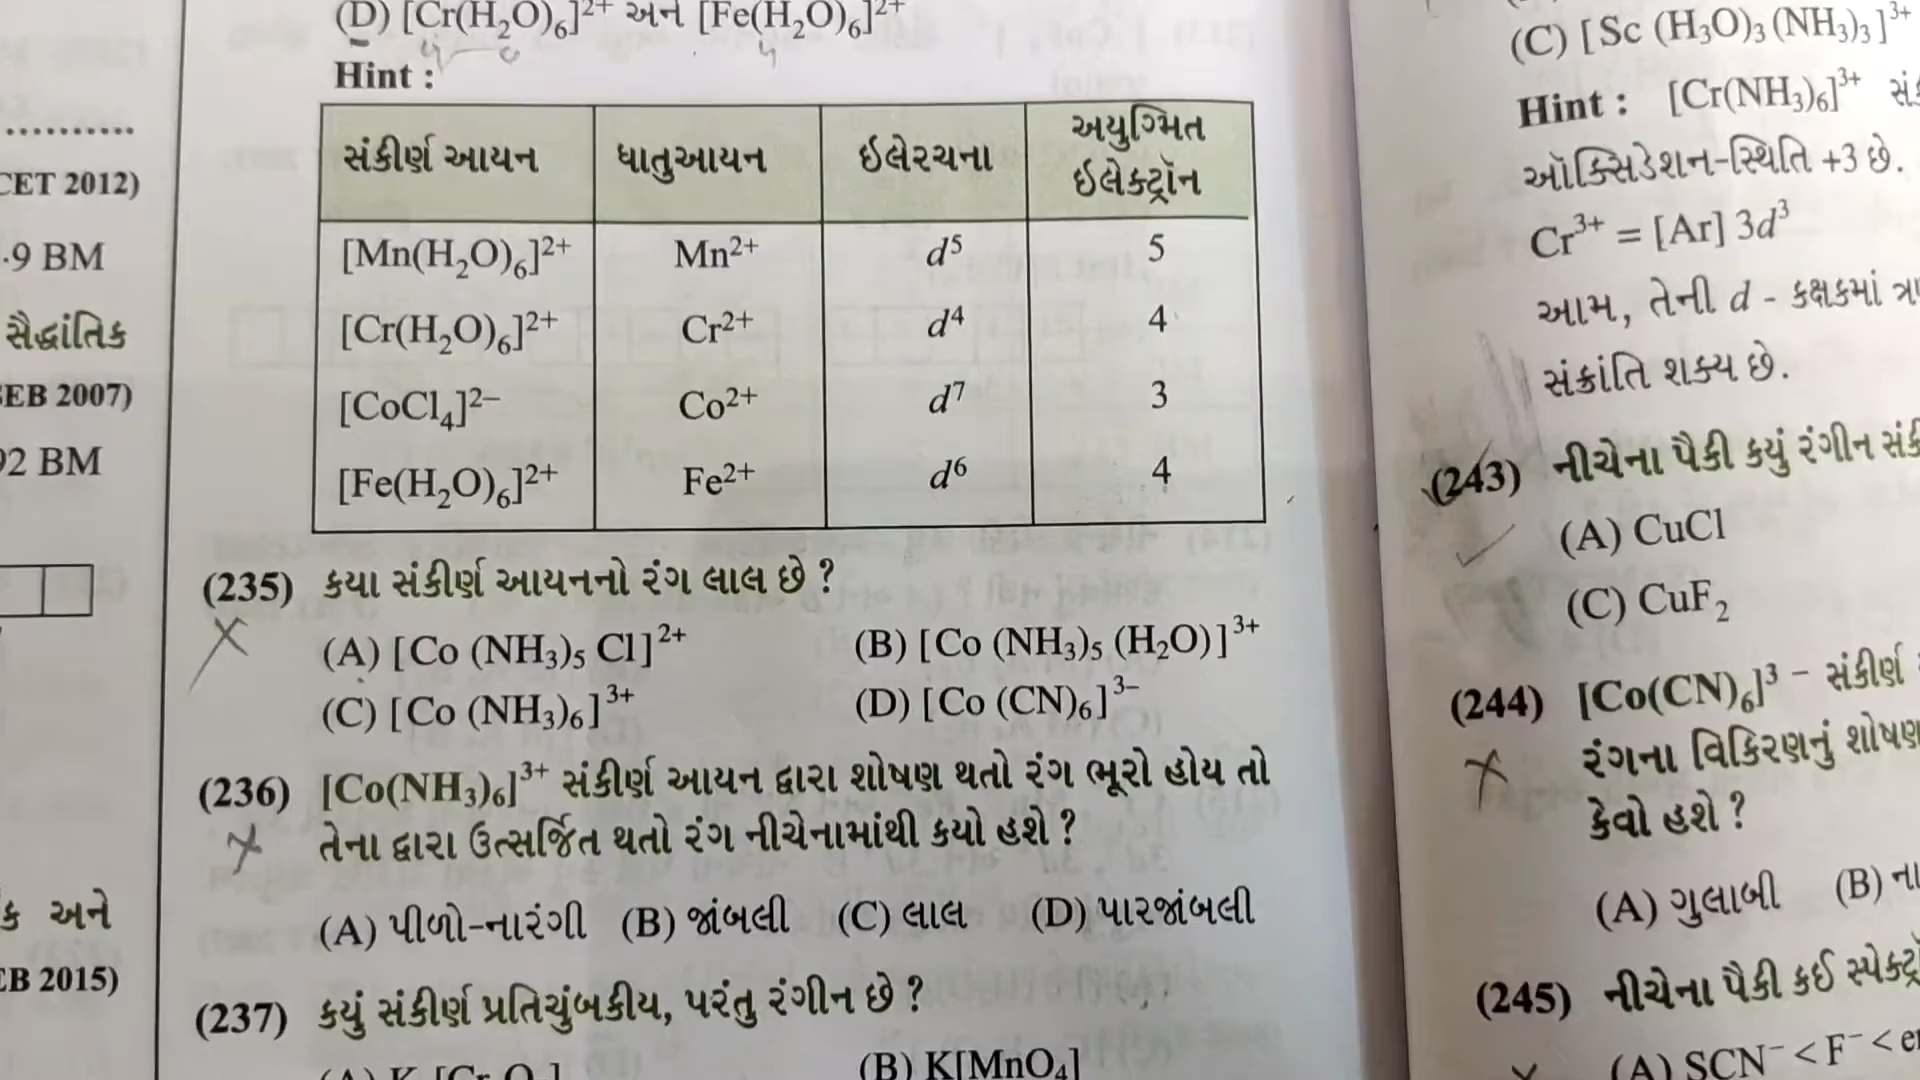 (D) [Cr(H₂O)₆]²⁺ અને [Fe(H₂O)₆]²⁺
Hint :
સંકીર્ણ આયન ધાતુઆયન ઇલેરચના અયુગ્મિત ઇલેક્ટ્રૉન
[Mn(H₂O)₆]²⁺ Mn²⁺ d⁵ 5
[Cr(H₂O)₆]²⁺ Cr²⁺ d⁴ 4
[CoCl₄]²⁻ Co²⁺ d⁷ 3
[Fe(H₂O)₆]²⁺ Fe²⁺ d⁶ 4
(235) કયા સંકીર્ણ આયનનો રંગ લાલ છે ?
(A) [Co (NH₃)₅ Cl]²⁺ (B) [Co (NH₃)₅ (H₂O)]³⁺
(C) [Co (NH₃)₆]³⁺ (D) [Co (CN)₆]³⁻
(236) [Co(NH₃)₆]³⁺ સંકીર્ણ આયન દ્વારા શોષણ થતો રંગ ભૂરો હોય તો
તેના દ્વારા ઉત્સર્જિત થતો રંગ નીચેનામાંથી કયો હશે ?
(A) પીળો-નારંગી (B) જાંબલી (C) લાલ (D) પારજાંબલી
(237) કયું સંકીર્ણ પ્રતિચુંબકીય, પરંતુ રંગીન છે ?
(B) K[MnO₄]
..........
CET 2012)
.9 BM
સૈદ્ધાંતિક
EB 2007)
92 BM
ક અને
EB 2015)
(C) [Sc (H₃O)₃ (NH₃)₃]³⁺
Hint : [Cr(NH₃)₆]³⁺
ઑક્સિડેશન-સ્થિતિ +3 છે.
Cr³⁺ = [Ar] 3d³
આમ, તેની d - કક્ષકમાં
સંક્રાંતિ શક્ય છે.
(243) નીચેના પૈકી કયું રંગીન
(A) CuCl
(C) CuF₂
(244) [Co(CN)₆]³⁻ સંકીર્ણ
રંગના વિકિરણનું શોષણ
કેવો હશે ?
(A) ગુલાબી (B)
(245) નીચેના પૈકી કઈ
(A) SCN⁻ < F⁻ <